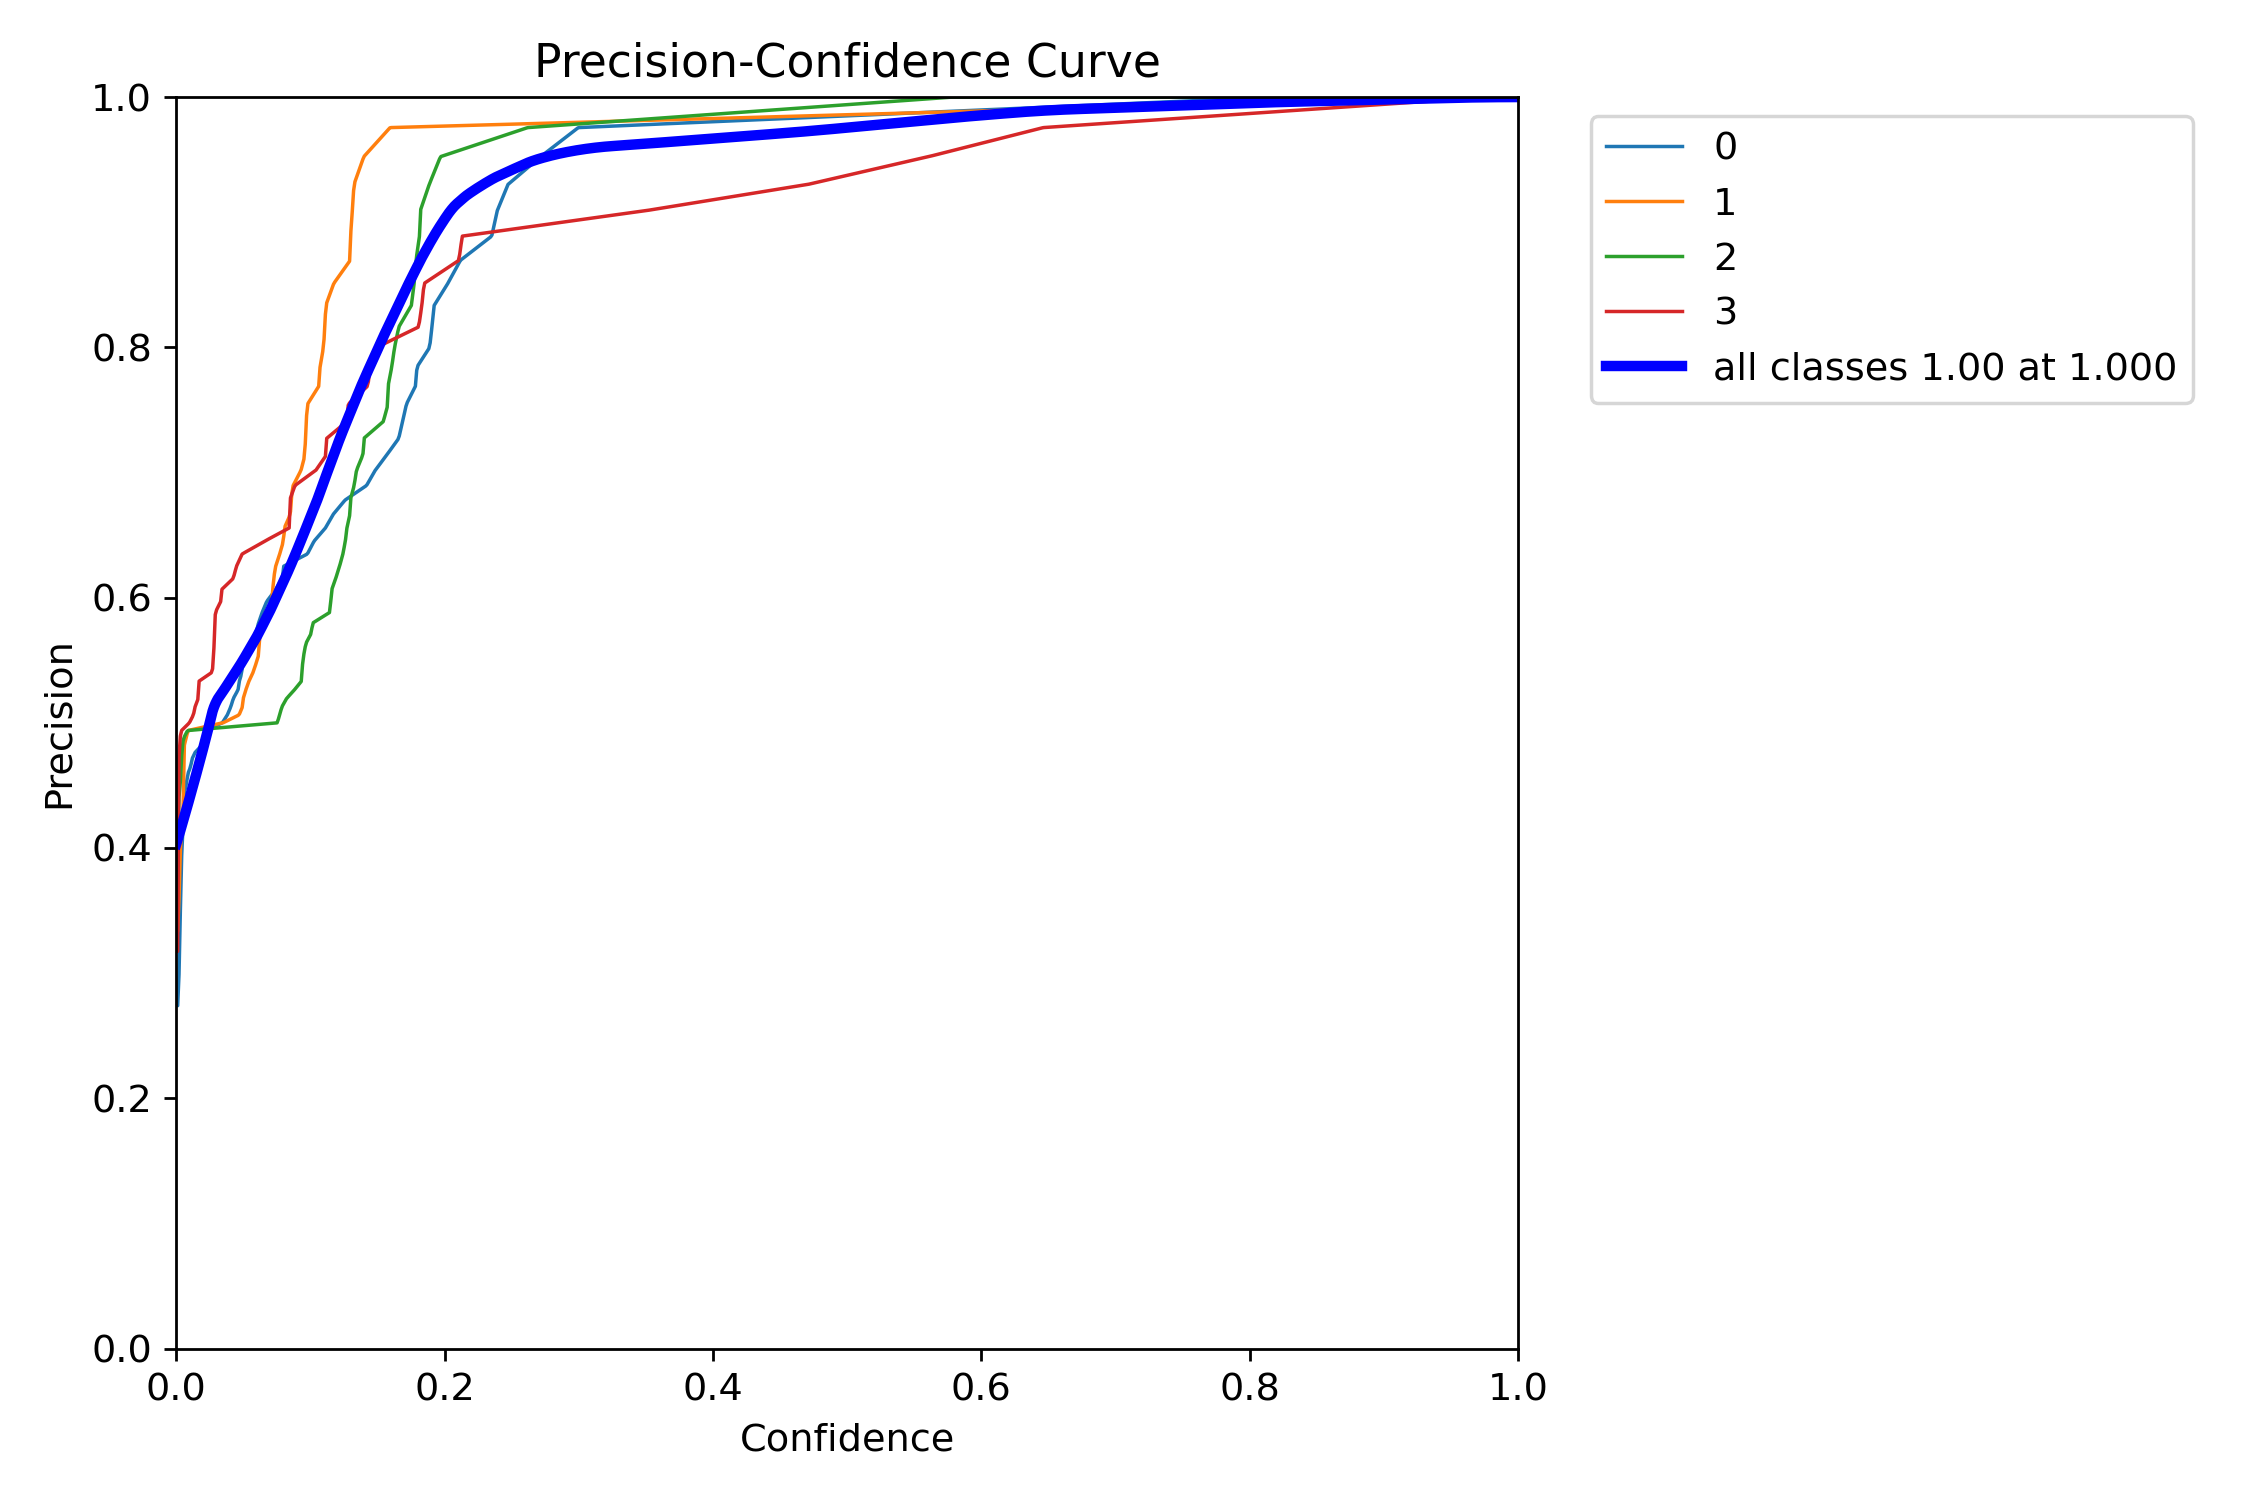 Precision-Confidence Curve
1.0
0.8
0.6
0.4
0.2
0.0
Precision
0.0 0.2 0.4 0.6 0.8 1.0
Confidence
0
1
2
3
all classes 1.00 at 1.000